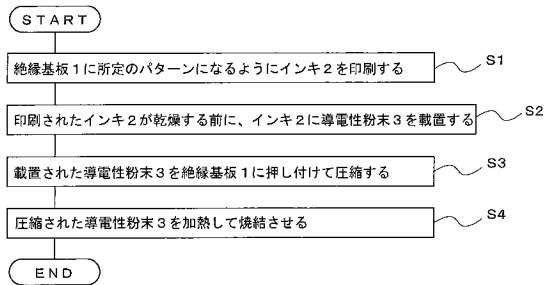 START
絶縁基板1に所定のパターンになるようにインキ2を印刷する
S1
印刷されたインキ2が乾燥する前に、インキ2に導電性粉末3を載置する
S2
載置された導電性粉末3を絶縁基板1に押し付けて圧縮する
S3
圧縮された導電性粉末3を加熱して焼結させる
S4
END